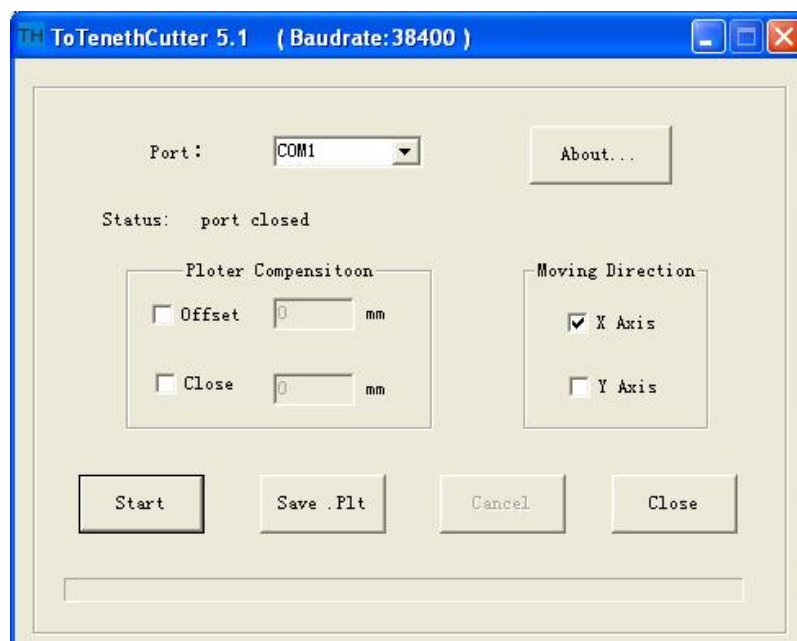 TH ToTenethCutter 5.1 ( Baudrate:38400 )
Port: COM1 About...
Status: port closed
Ploter Compensitoon Moving Direction
Offset 0 mm X Axis
Close 0 mm Y Axis
Start Save .Plt Cancel Close